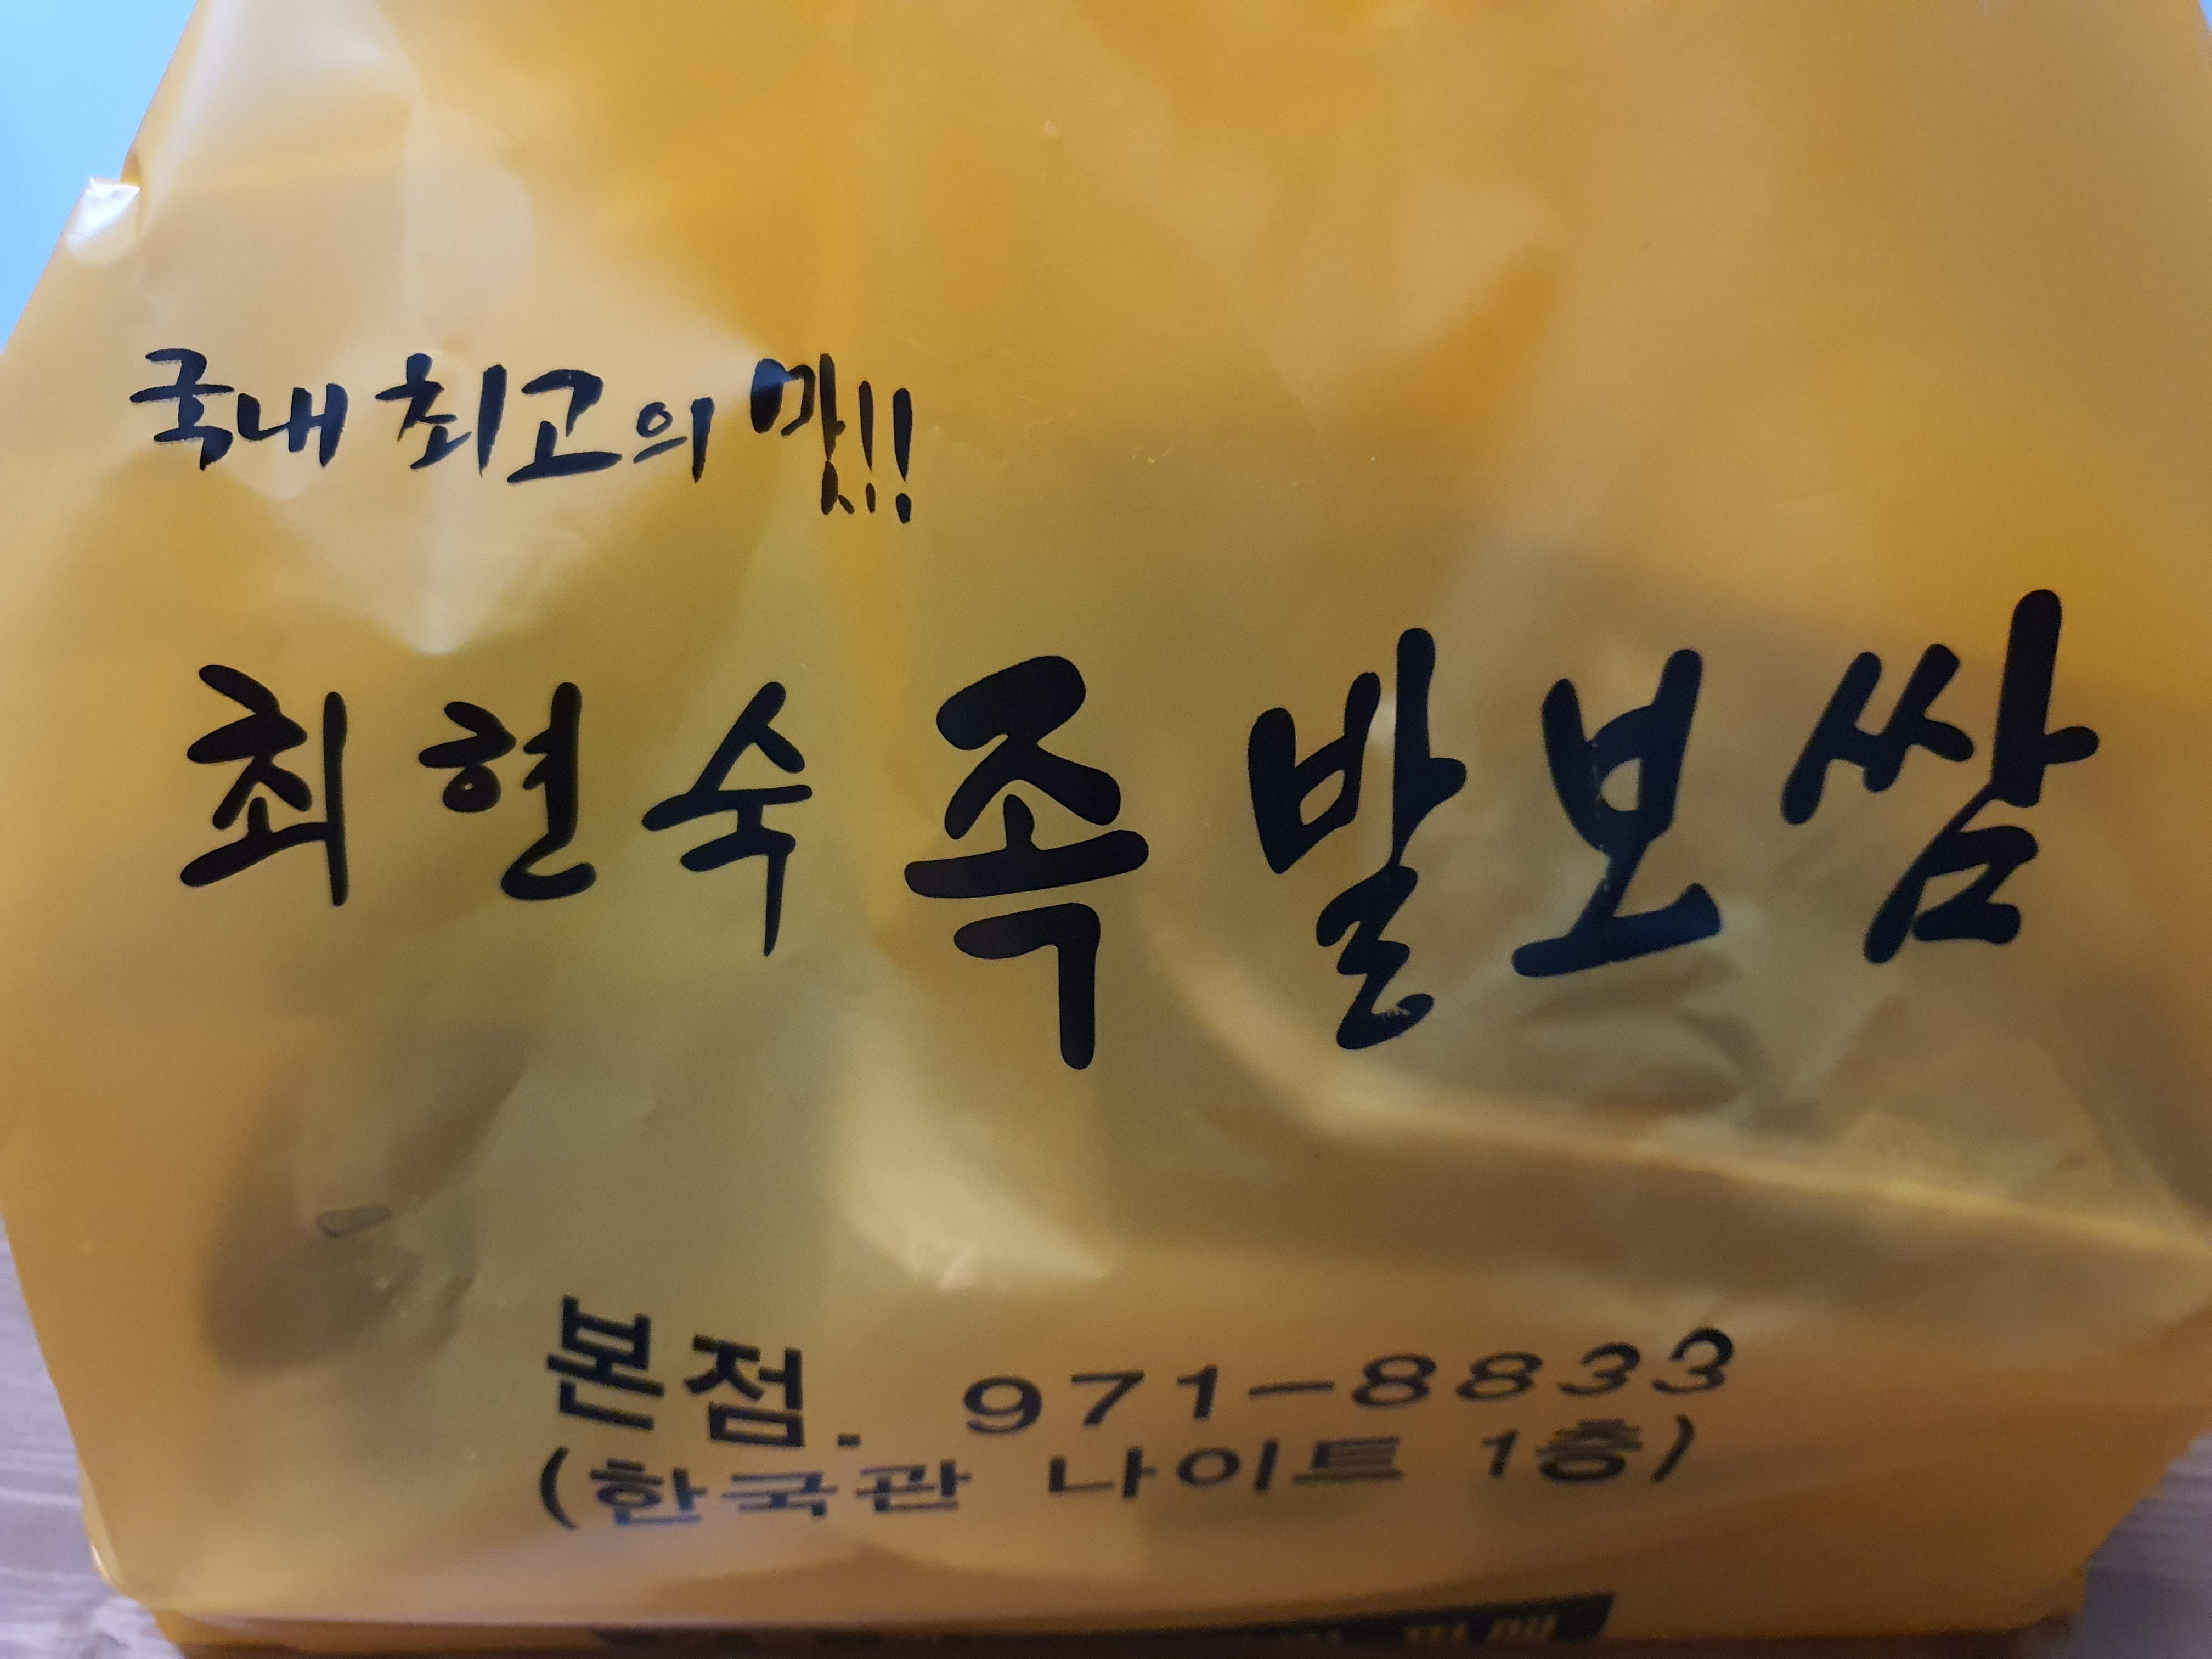 국내 최고의 맛!!
최현숙 족발보쌈
본점. 971-8833
(한국관 나이트 1층)